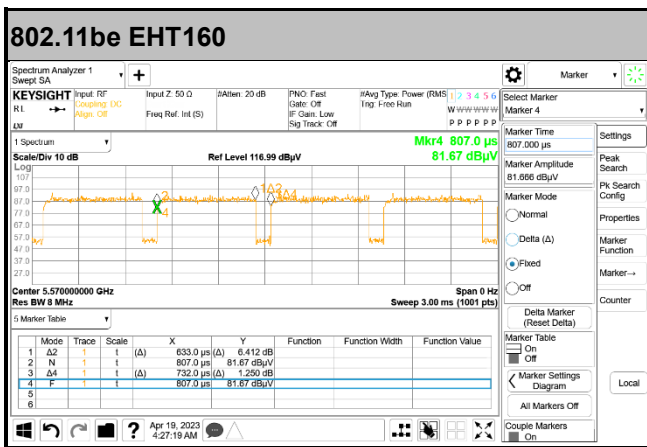 802.11be EHT160
Spectrum Analyzer 1
Swept SA
+
Marker
KEYSIGHT
Input: RF
Coupling: DC
Align: Off
Input Z: 50 Ω
Freq Ref: Int (S)
#Atten: 20 dB
PNO: Fast
Gate: Off
IF Gain: Low
Sig Track: Off
#Avg Type: Power (RMS
Trig: Free Run
1 2 3 4 5 6
W W W W W W
P P P P P P
RL
Select Marker
Marker 4
1 Spectrum
Mkr4 807.0 µs
81.67 dBµV
Scale/Div 10 dB
Ref Level 116.99 dBµV
Log
107
97.0
87.0
77.0
67.0
57.0
47.0
37.0
27.0
Center 5.570000000 GHz
Res BW 8 MHz
Span 0 Hz
Sweep 3.00 ms (1001 pts)
5 Marker Table
Mode Trace Scale X Y Function Function Width Function Value
1 Δ2 1 t (Δ) 633.0 µs (Δ) 6.412 dB
2 N 1 t 807.0 µs 81.67 dBµV
3 Δ4 1 t (Δ) 732.0 µs (Δ) 1.250 dB
4 F 1 t 807.0 µs 81.67 dBµV
5
6
Marker Time
807.000 µs
Marker Amplitude
81.666 dBµV
Marker Mode
Normal
Delta (Δ)
Fixed
Off
Delta Marker
(Reset Delta)
Marker Table
On
Off
Marker Settings
Diagram
All Markers Off
Couple Markers
On
Settings
Peak
Search
Pk Search
Config
Properties
Marker
Function
Marker→
Counter
Local
Apr 19, 2023
4:27:19 AM